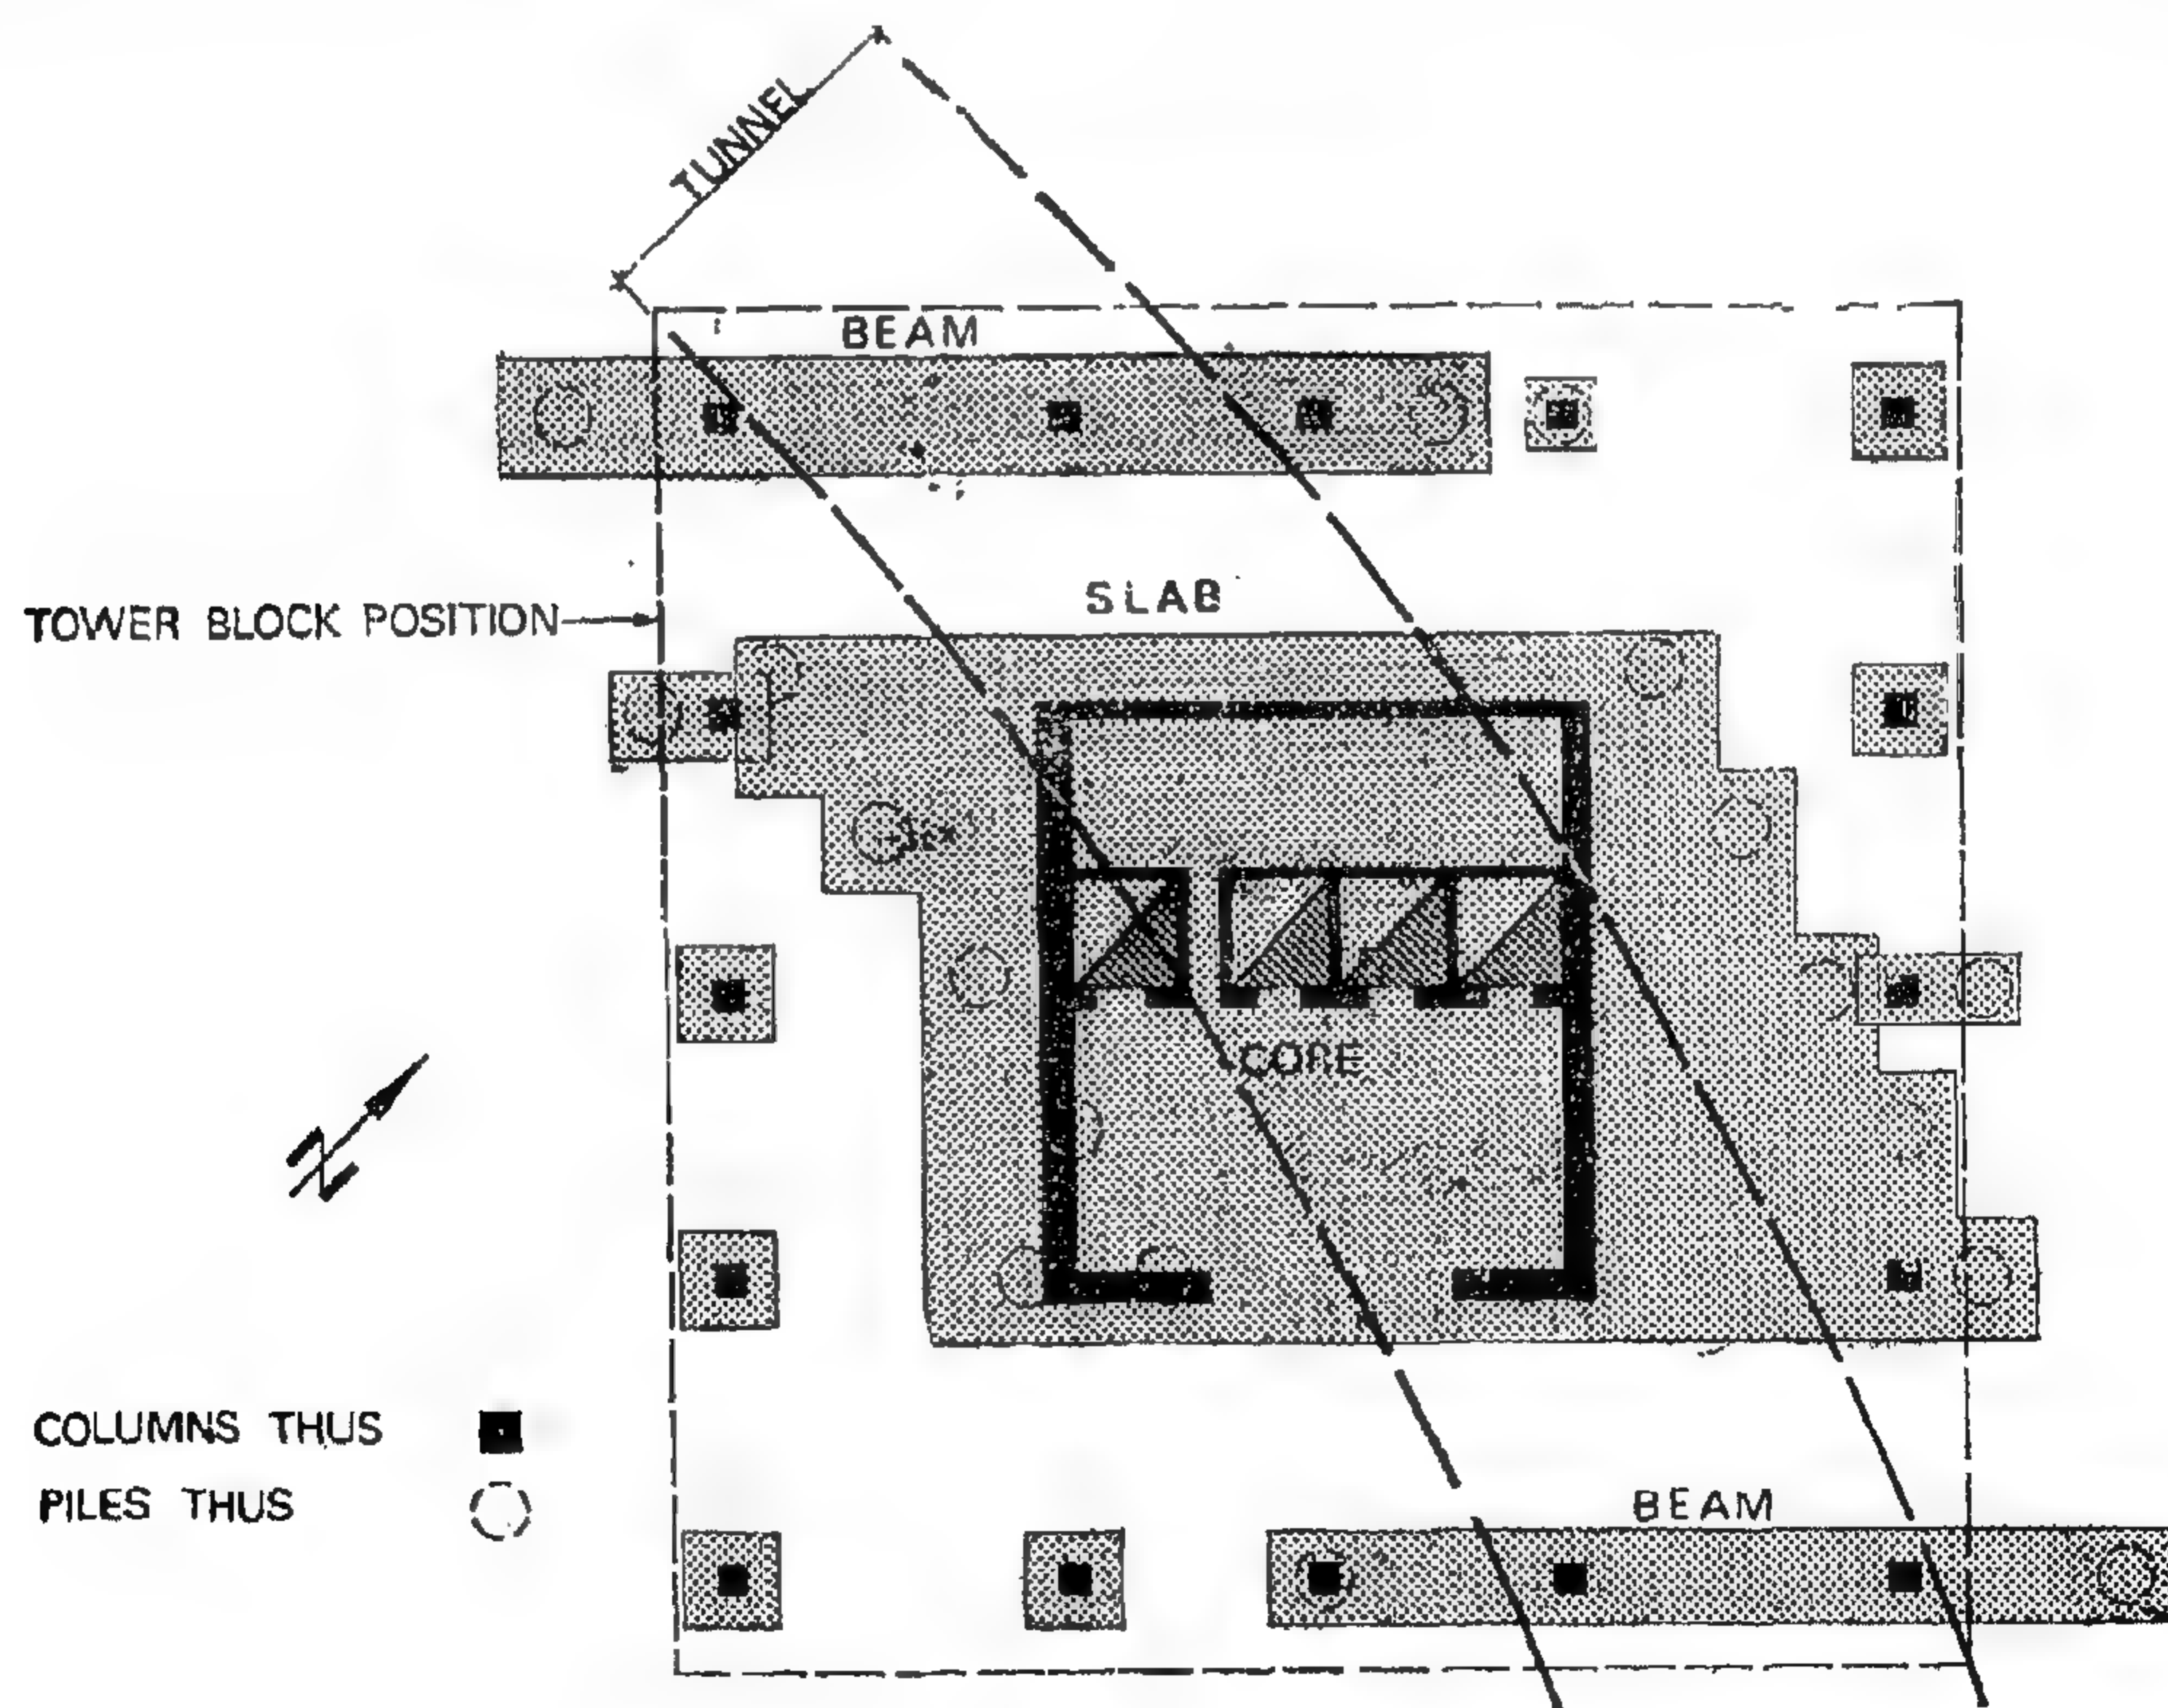 TUNNEL
BEAM
SLAB
TOWER BLOCK POSITION
CORE
N
COLUMNS THUS
PILES THUS
BEAM